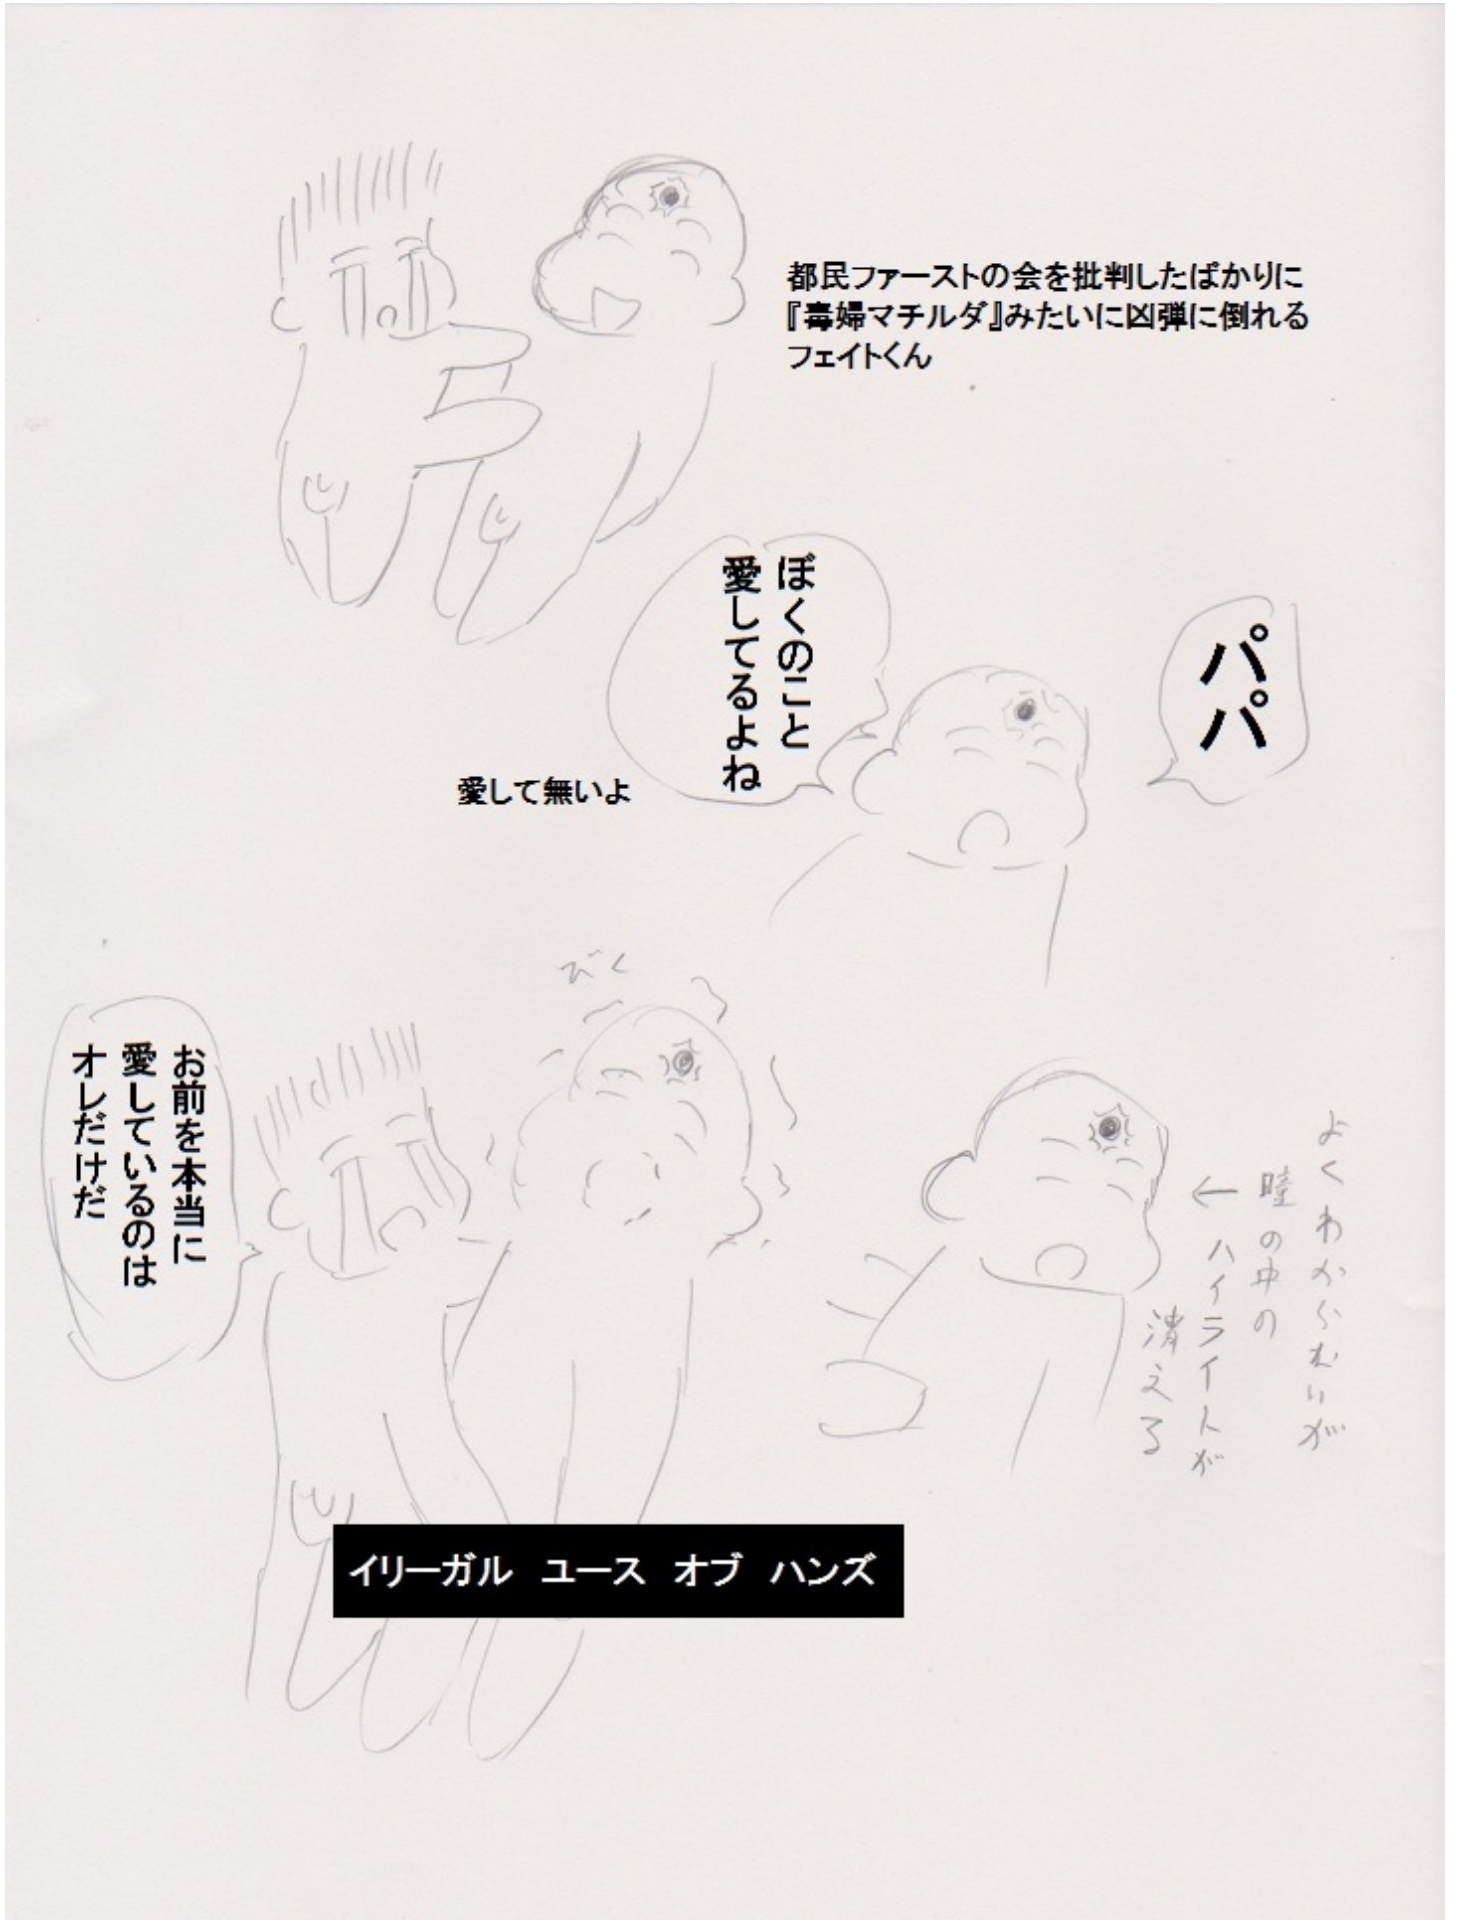 都民ファーストの会を批判したばかりに
『毒婦マチルダ』みたいに凶弾に倒れる
フェイトくん
パパ
ぼくのこと
愛してるよね
愛して無いよ
びく
よくわからむいが
瞳の中の
ハイライトが
消える
←
お前を本当に
愛しているのは
オレだけだ
イリーガル ユース オブ ハンズ